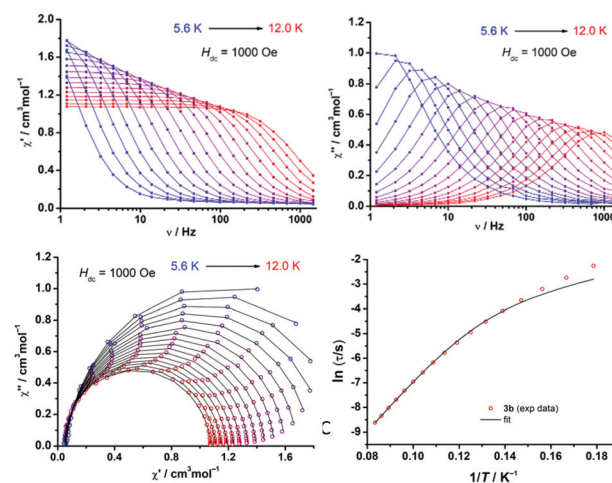 2.0
1.6
1.2
0.8
0.4
0.0
χ' / cm³mol⁻¹
5.6 K
12.0 K
H_dc = 1000 Oe
1 10 100 1000
ν / Hz
1.2
1.0
0.8
0.6
0.4
0.2
0.0
χ'' / cm³mol⁻¹
5.6 K
12.0 K
H_dc = 1000 Oe
1 10 100 1000
ν / Hz
1.2
1.0
0.8
0.6
0.4
0.2
0.0
χ'' / cm³mol⁻¹
H_dc = 1000 Oe
5.6 K
12.0 K
0.0 0.4 0.8 1.2 1.6
χ' / cm³mol⁻¹
C
-2
-3
-4
-5
-6
-7
-8
-9
ln (τ/s)
3b (exp data)
fit
0.08 0.10 0.12 0.14 0.16 0.18
1/T / K⁻¹